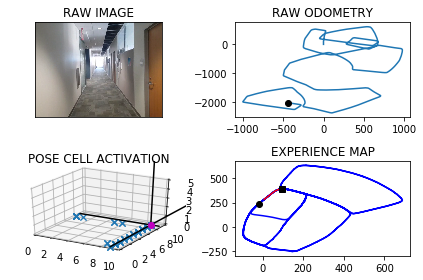 RAW IMAGE
RAW ODOMETRY
0
−1000
−2000
−1000 −500 0 500 1000
POSE CELL ACTIVATION
0 2 4 6 8 10
0 2 4 6 8 10
0 1 2 3 4 5
EXPERIENCE MAP
500
250
0
−250
0 200 400 600